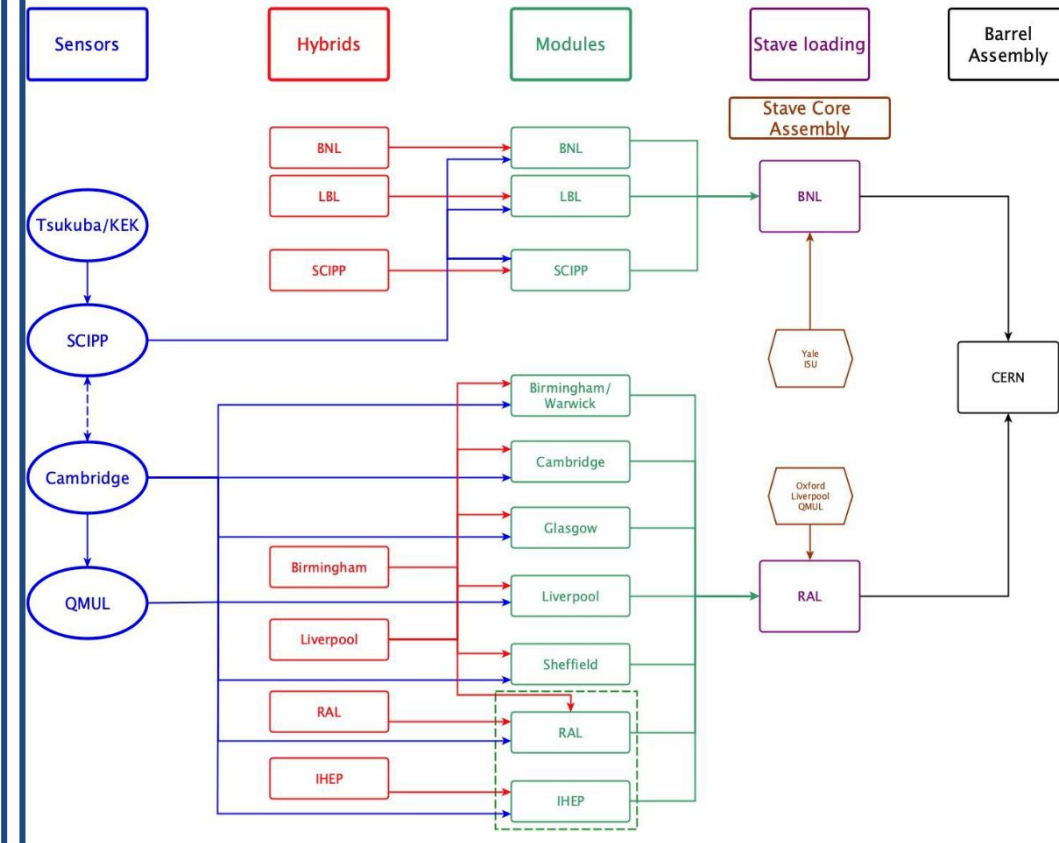 Sensors
Hybrids
Modules
Stave loading
Barrel
Assembly
Stave Core
Assembly
BNL
BNL
LBL
LBL
BNL
Tsukuba/KEK
SCIPP
SCIPP
SCIPP
Yale
ISU
CERN
Birmingham/
Warwick
Cambridge
Cambridge
Oxford
Liverpool
QMUL
Glasgow
Birmingham
QMUL
Liverpool
RAL
Liverpool
Sheffield
RAL
RAL
IHEP
IHEP